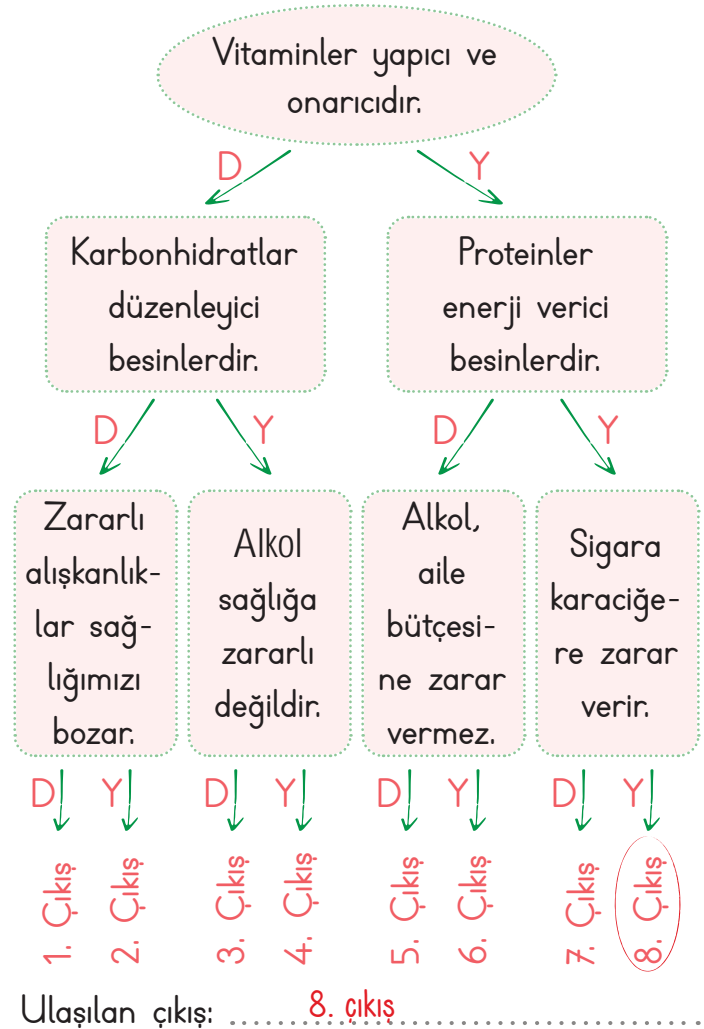 Vitaminler yapıcı ve
onarıcıdır.
D
Y
Karbonhidratlar
düzenleyici
besinlerdir.
Proteinler
enerji verici
besinlerdir.
D
Y
D
Y
Zararlı
alışkanlık-
lar sağ-
lığımızı
bozar.
Alkol
sağlığa
zararlı
değildir.
Alkol,
aile
bütçesi-
ne zarar
vermez.
Sigara
karaciğe-
re zarar
verir.
D
Y
D
Y
D
Y
D
Y
1. Çıkış
2. Çıkış
3. Çıkış
4. Çıkış
5. Çıkış
6. Çıkış
7. Çıkış
8. Çıkış
Ulaşılan çıkış: 8. çıkış